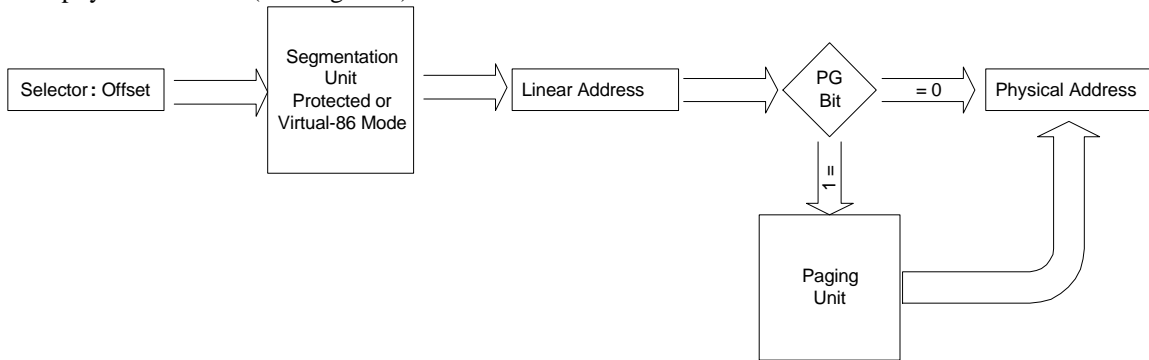 Selector: Offset
Segmentation
Unit
Protected or
Virtual-86 Mode
Linear Address
PG
Bit
= 0
Physical Address
1 =
Paging
Unit